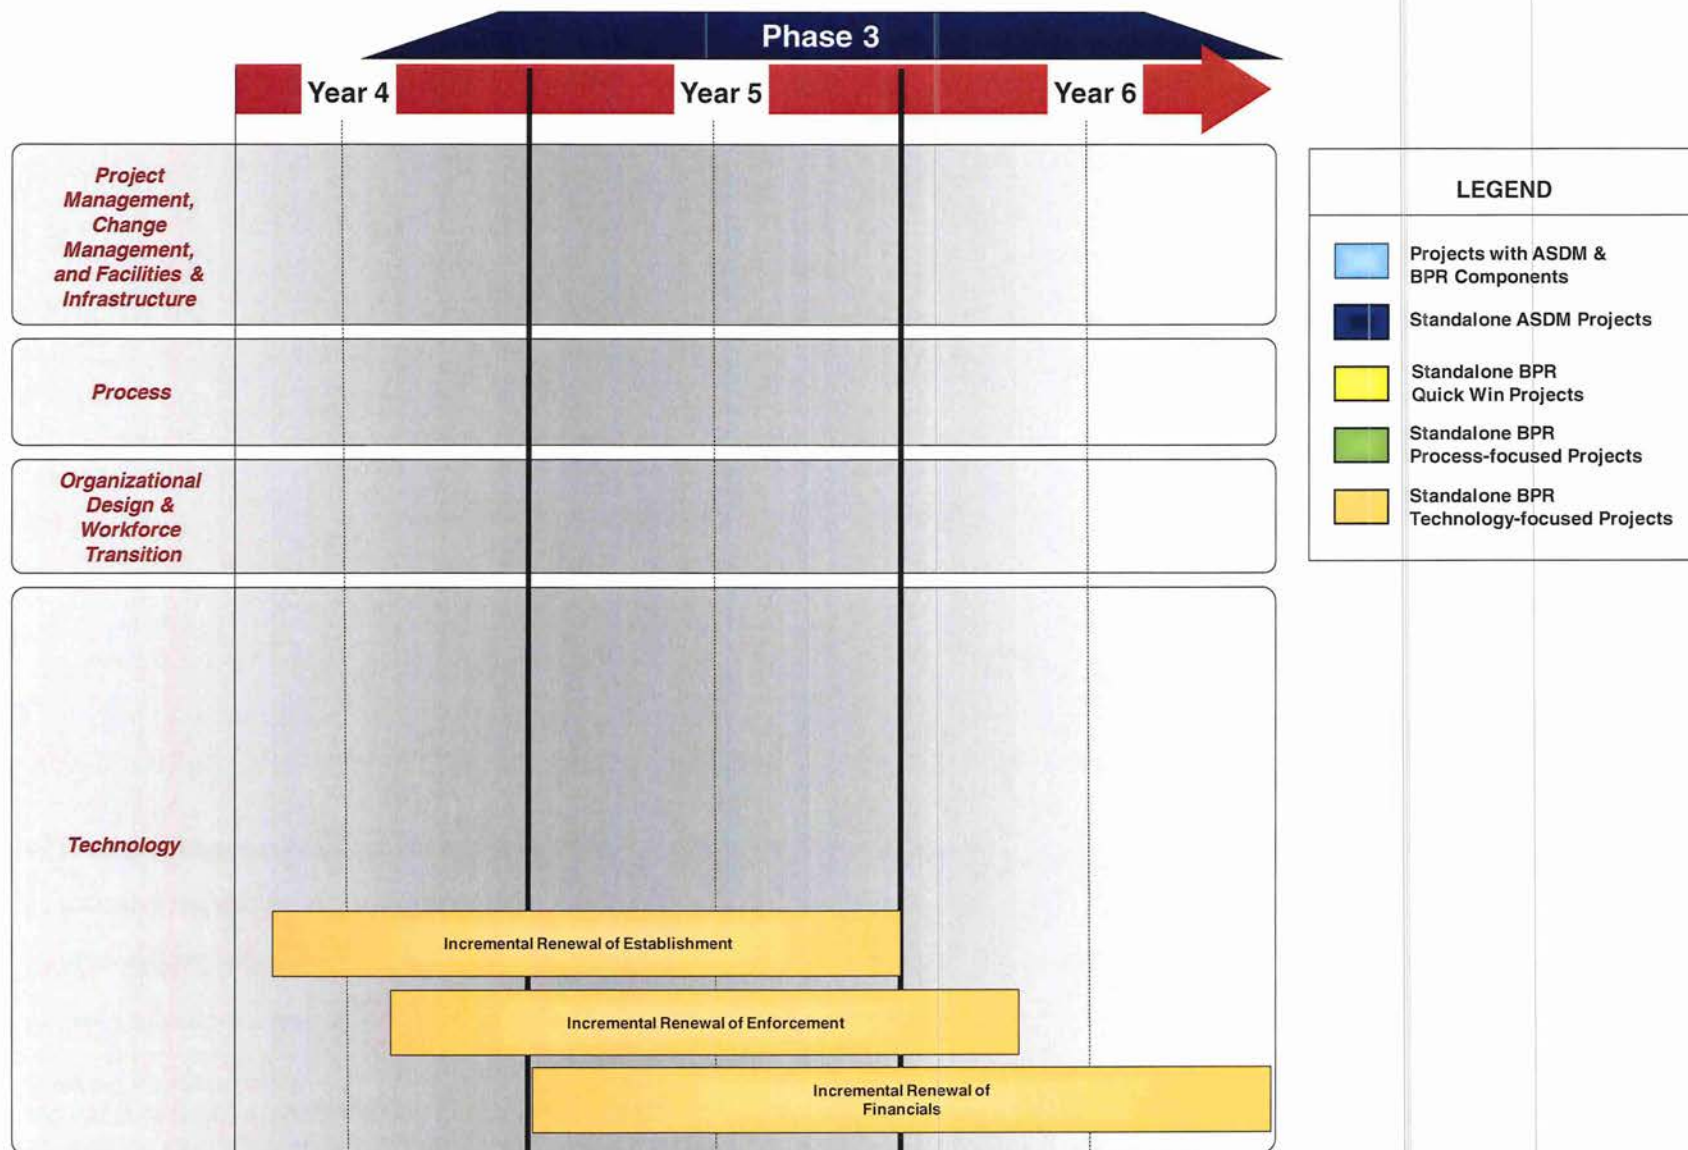 Phase 3
Year 4
Year 5
Year 6
Project
Management,
Change
Management,
and Facilities &
Infrastructure
Process
Organizational
Design &
Workforce
Transition
Technology
Incremental Renewal of Establishment
Incremental Renewal of Enforcement
Incremental Renewal of
Financials
LEGEND
Projects with ASDM &
BPR Components
Standalone ASDM Projects
Standalone BPR
Quick Win Projects
Standalone BPR
Process-focused Projects
Standalone BPR
Technology-focused Projects